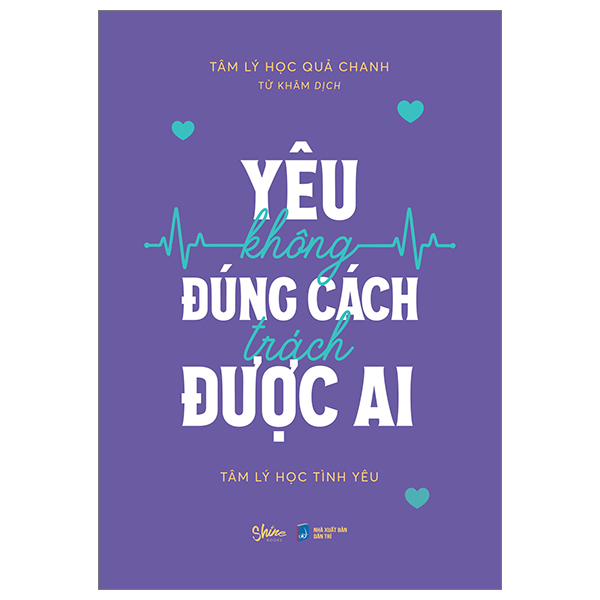 TÂM LÝ HỌC QUẢ CHANH
TỬ KHÂM DỊCH
YÊU
không
ĐÚNG CÁCH
trách
ĐƯỢC AI
TÂM LÝ HỌC TÌNH YÊU
Shine
BOOKS
NHÀ XUẤT BẢN
DÂN TRÍ